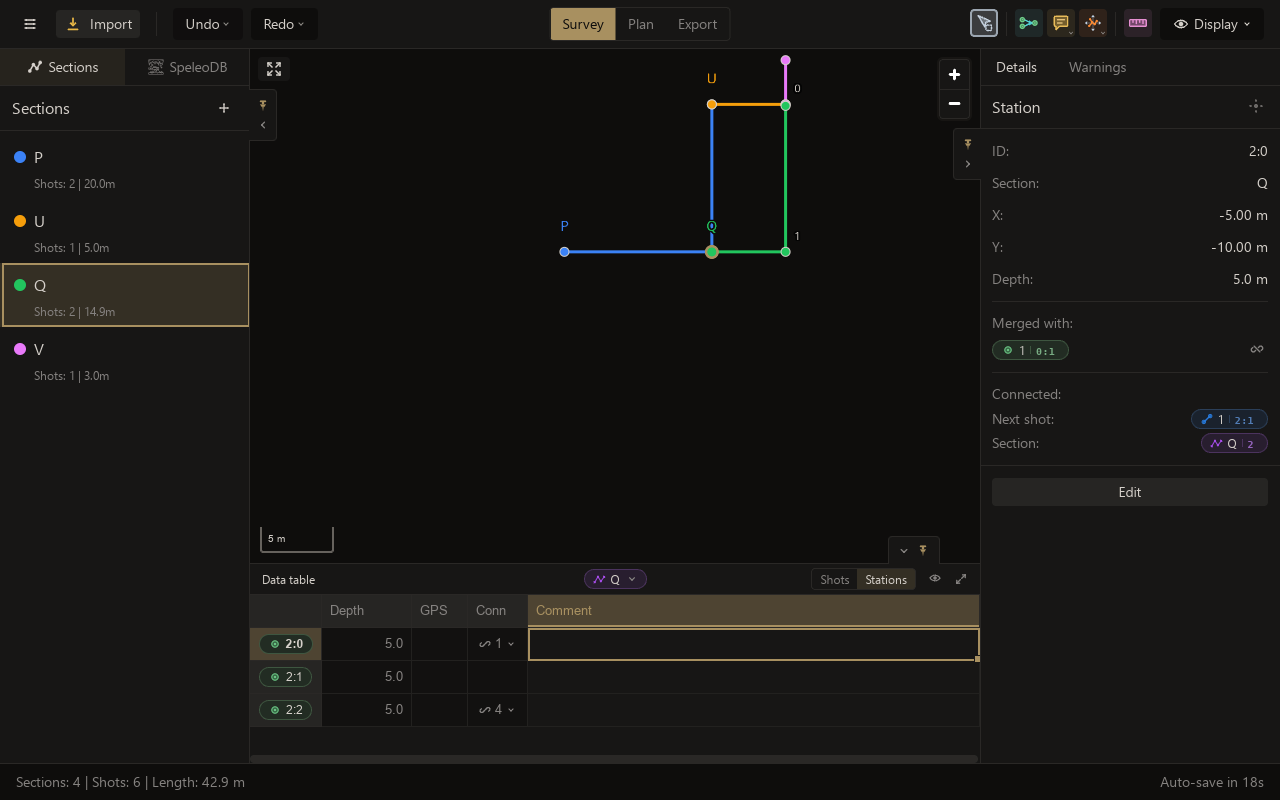 Import
Undo
Redo
Survey
Plan
Export
Display
Sections
SpeleoDB
Sections
P
Shots: 2 | 20.0m
U
Shots: 1 | 5.0m
Q
Shots: 2 | 14.9m
V
Shots: 1 | 3.0m
U
0
P
Q
1
5 m
Details
Warnings
Station
ID: 2:0
Section: Q
X: -5.00 m
Y: -10.00 m
Depth: 5.0 m
Merged with:
1 | 0:1
Connected:
Next shot: 1 | 2:1
Section: Q | 2
Edit
Data table
Q
Shots
Stations
Depth GPS Conn Comment
2:0 5.0 1
2:1 5.0
2:2 5.0 4
Sections: 4 | Shots: 6 | Length: 42.9 m
Auto-save in 18s